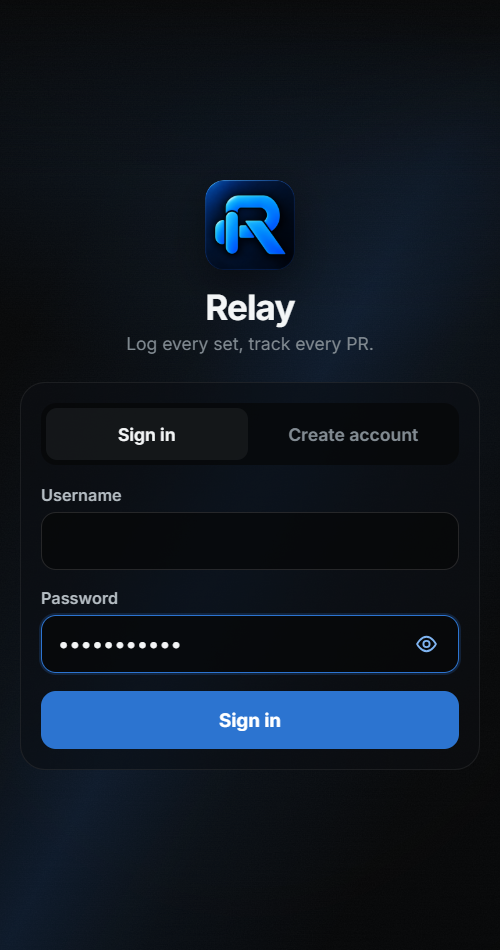 Relay
Log every set, track every PR.
Sign in
Create account
Username
Password
•••••••••••
Sign in